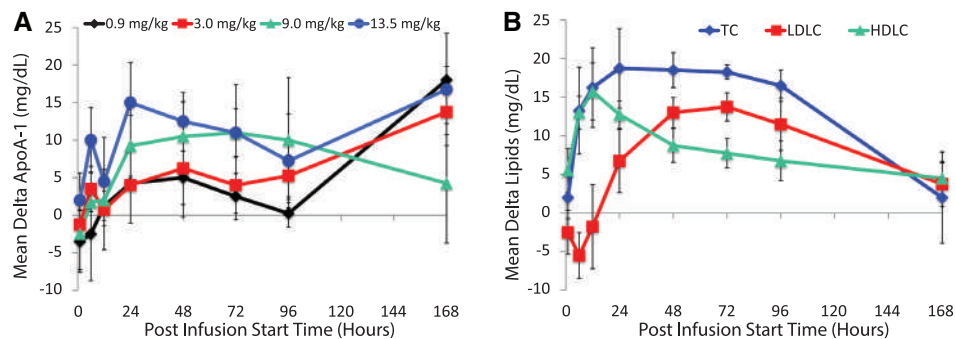 A
0.9 mg/kg 3.0 mg/kg 9.0 mg/kg 13.5 mg/kg
Mean Delta ApoA-1 (mg/dL)
25
20
15
10
5
0
-5
-10
0 24 48 72 96 120 144 168
Post Infusion Start Time (Hours)
B
TC LDLC HDLC
Mean Delta Lipids (mg/dL)
25
20
15
10
5
0
-5
-10
0 24 48 72 96 120 144 168
Post Infusion Start Time (Hours)